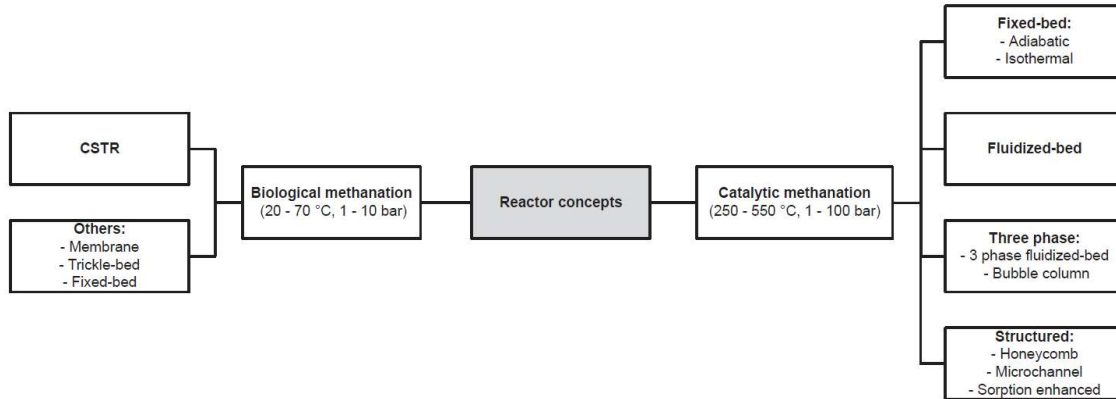 CSTR
Others:
- Membrane
- Trickle-bed
- Fixed-bed
Biological methanation
(20 - 70 °C, 1 - 10 bar)
Reactor concepts
Catalytic methanation
(250 - 550 °C, 1 - 100 bar)
Fixed-bed:
- Adiabatic
- Isothermal
Fluidized-bed
Three phase:
- 3 phase fluidized-bed
- Bubble column
Structured:
- Honeycomb
- Microchannel
- Sorption enhanced